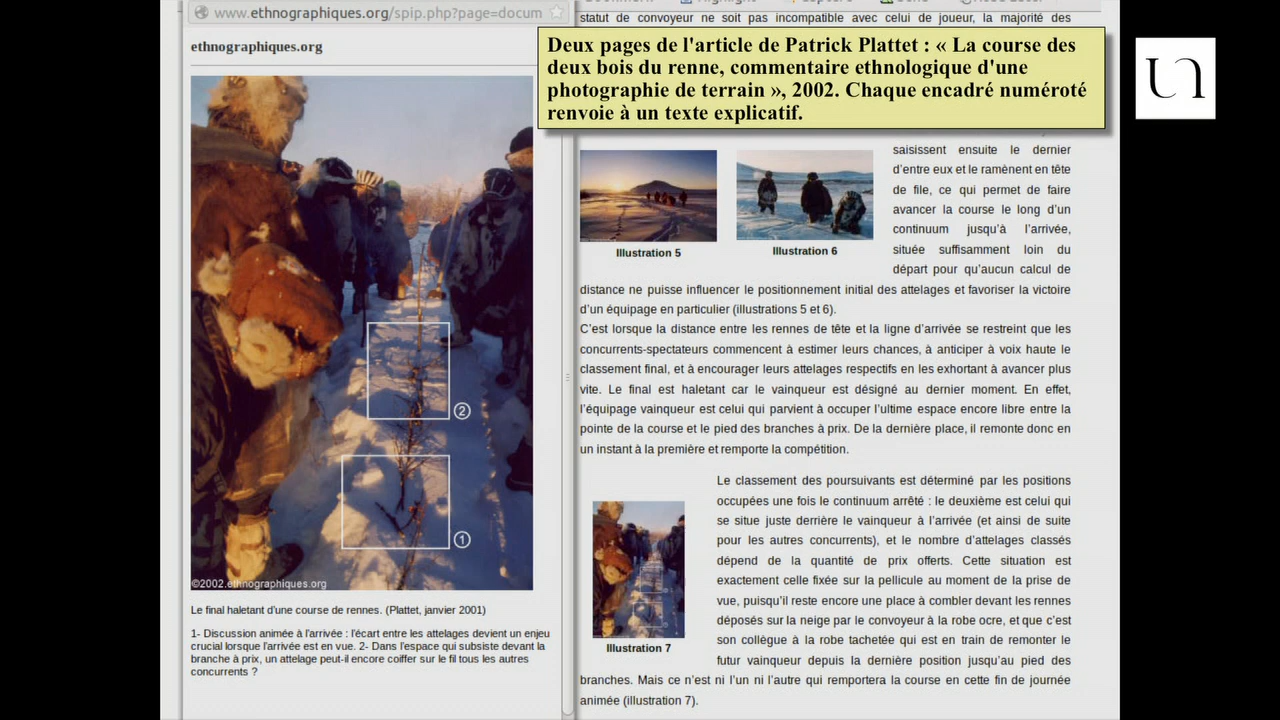 www.ethnographiques.org/spip.php?page=docum
ethnographiques.org
②
①
©2002.ethnographiques.org
Le final haletant d'une course de rennes. (Plattet, janvier 2001)
1- Discussion animée à l'arrivée : l'écart entre les attelages devient un enjeu
crucial lorsque l'arrivée est en vue. 2- Dans l'espace qui subsiste devant la
branche à prix, un attelage peut-il encore coiffer sur le fil tous les autres
concurrents ?
statut de convoyeur ne soit pas incompatible avec celui de joueur, la majorité des
Deux pages de l'article de Patrick Plattet : « La course des
deux bois du renne, commentaire ethnologique d'une
photographie de terrain », 2002. Chaque encadré numéroté
renvoie à un texte explicatif.
saisissent ensuite le dernier
d'entre eux et le ramènent en tête
de file, ce qui permet de faire
avancer la course le long d'un
continuum jusqu'à l'arrivée,
située suffisamment loin du
départ pour qu'aucun calcul de
Illustration 5
Illustration 6
distance ne puisse influencer le positionnement initial des attelages et favoriser la victoire
d'un équipage en particulier (illustrations 5 et 6).
C'est lorsque la distance entre les rennes de tête et la ligne d'arrivée se restreint que les
concurrents-spectateurs commencent à estimer leurs chances, à anticiper à voix haute le
classement final, et à encourager leurs attelages respectifs en les exhortant à avancer plus
vite. Le final est haletant car le vainqueur est désigné au dernier moment. En effet,
l'équipage vainqueur est celui qui parvient à occuper l'ultime espace encore libre entre la
pointe de la course et le pied des branches à prix. De la dernière place, il remonte donc en
un instant à la première et remporte la compétition.
Le classement des poursuivants est déterminé par les positions
occupées une fois le continuum arrêté : le deuxième est celui qui
se situe juste derrière le vainqueur à l'arrivée (et ainsi de suite
pour les autres concurrents), et le nombre d'attelages classés
dépend de la quantité de prix offerts. Cette situation est
exactement celle fixée sur la pellicule au moment de la prise de
vue, puisqu'il reste encore une place à combler devant les rennes
déposés sur la neige par le convoyeur à la robe ocre, et que c'est
son collègue à la robe tachetée qui est en train de remonter le
futur vainqueur depuis la dernière position jusqu'au pied des
Illustration 7
branches. Mais ce n'est ni l'un ni l'autre qui remportera la course en cette fin de journée
animée (illustration 7).